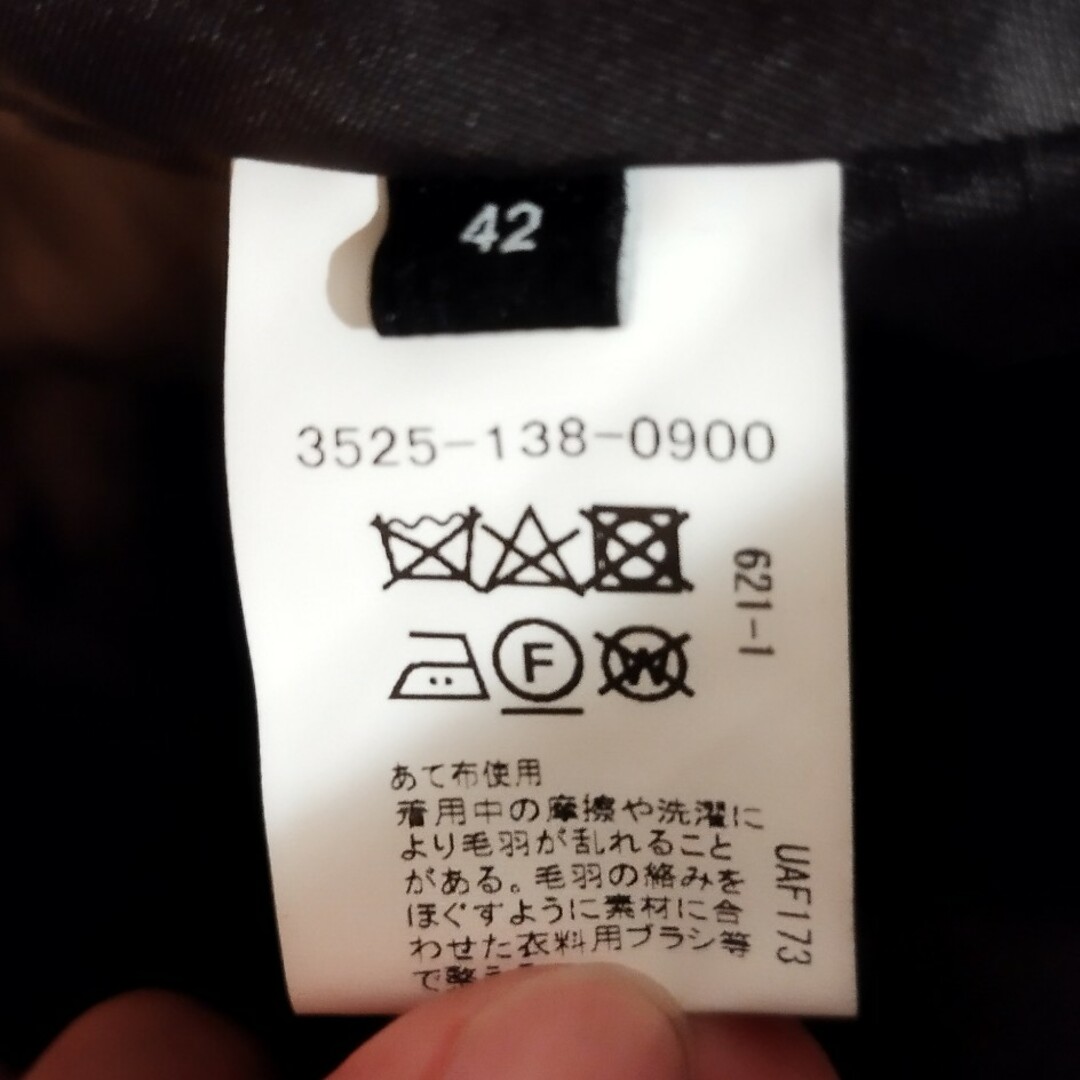 42
3525-138-0900
621-1
F
W
あて布使用
着用中の摩擦や洗濯に
より毛羽が乱れること
がある。毛羽の絡みを
ほぐすように素材に合
わせた衣料用ブラシ等
で整え
UAF173